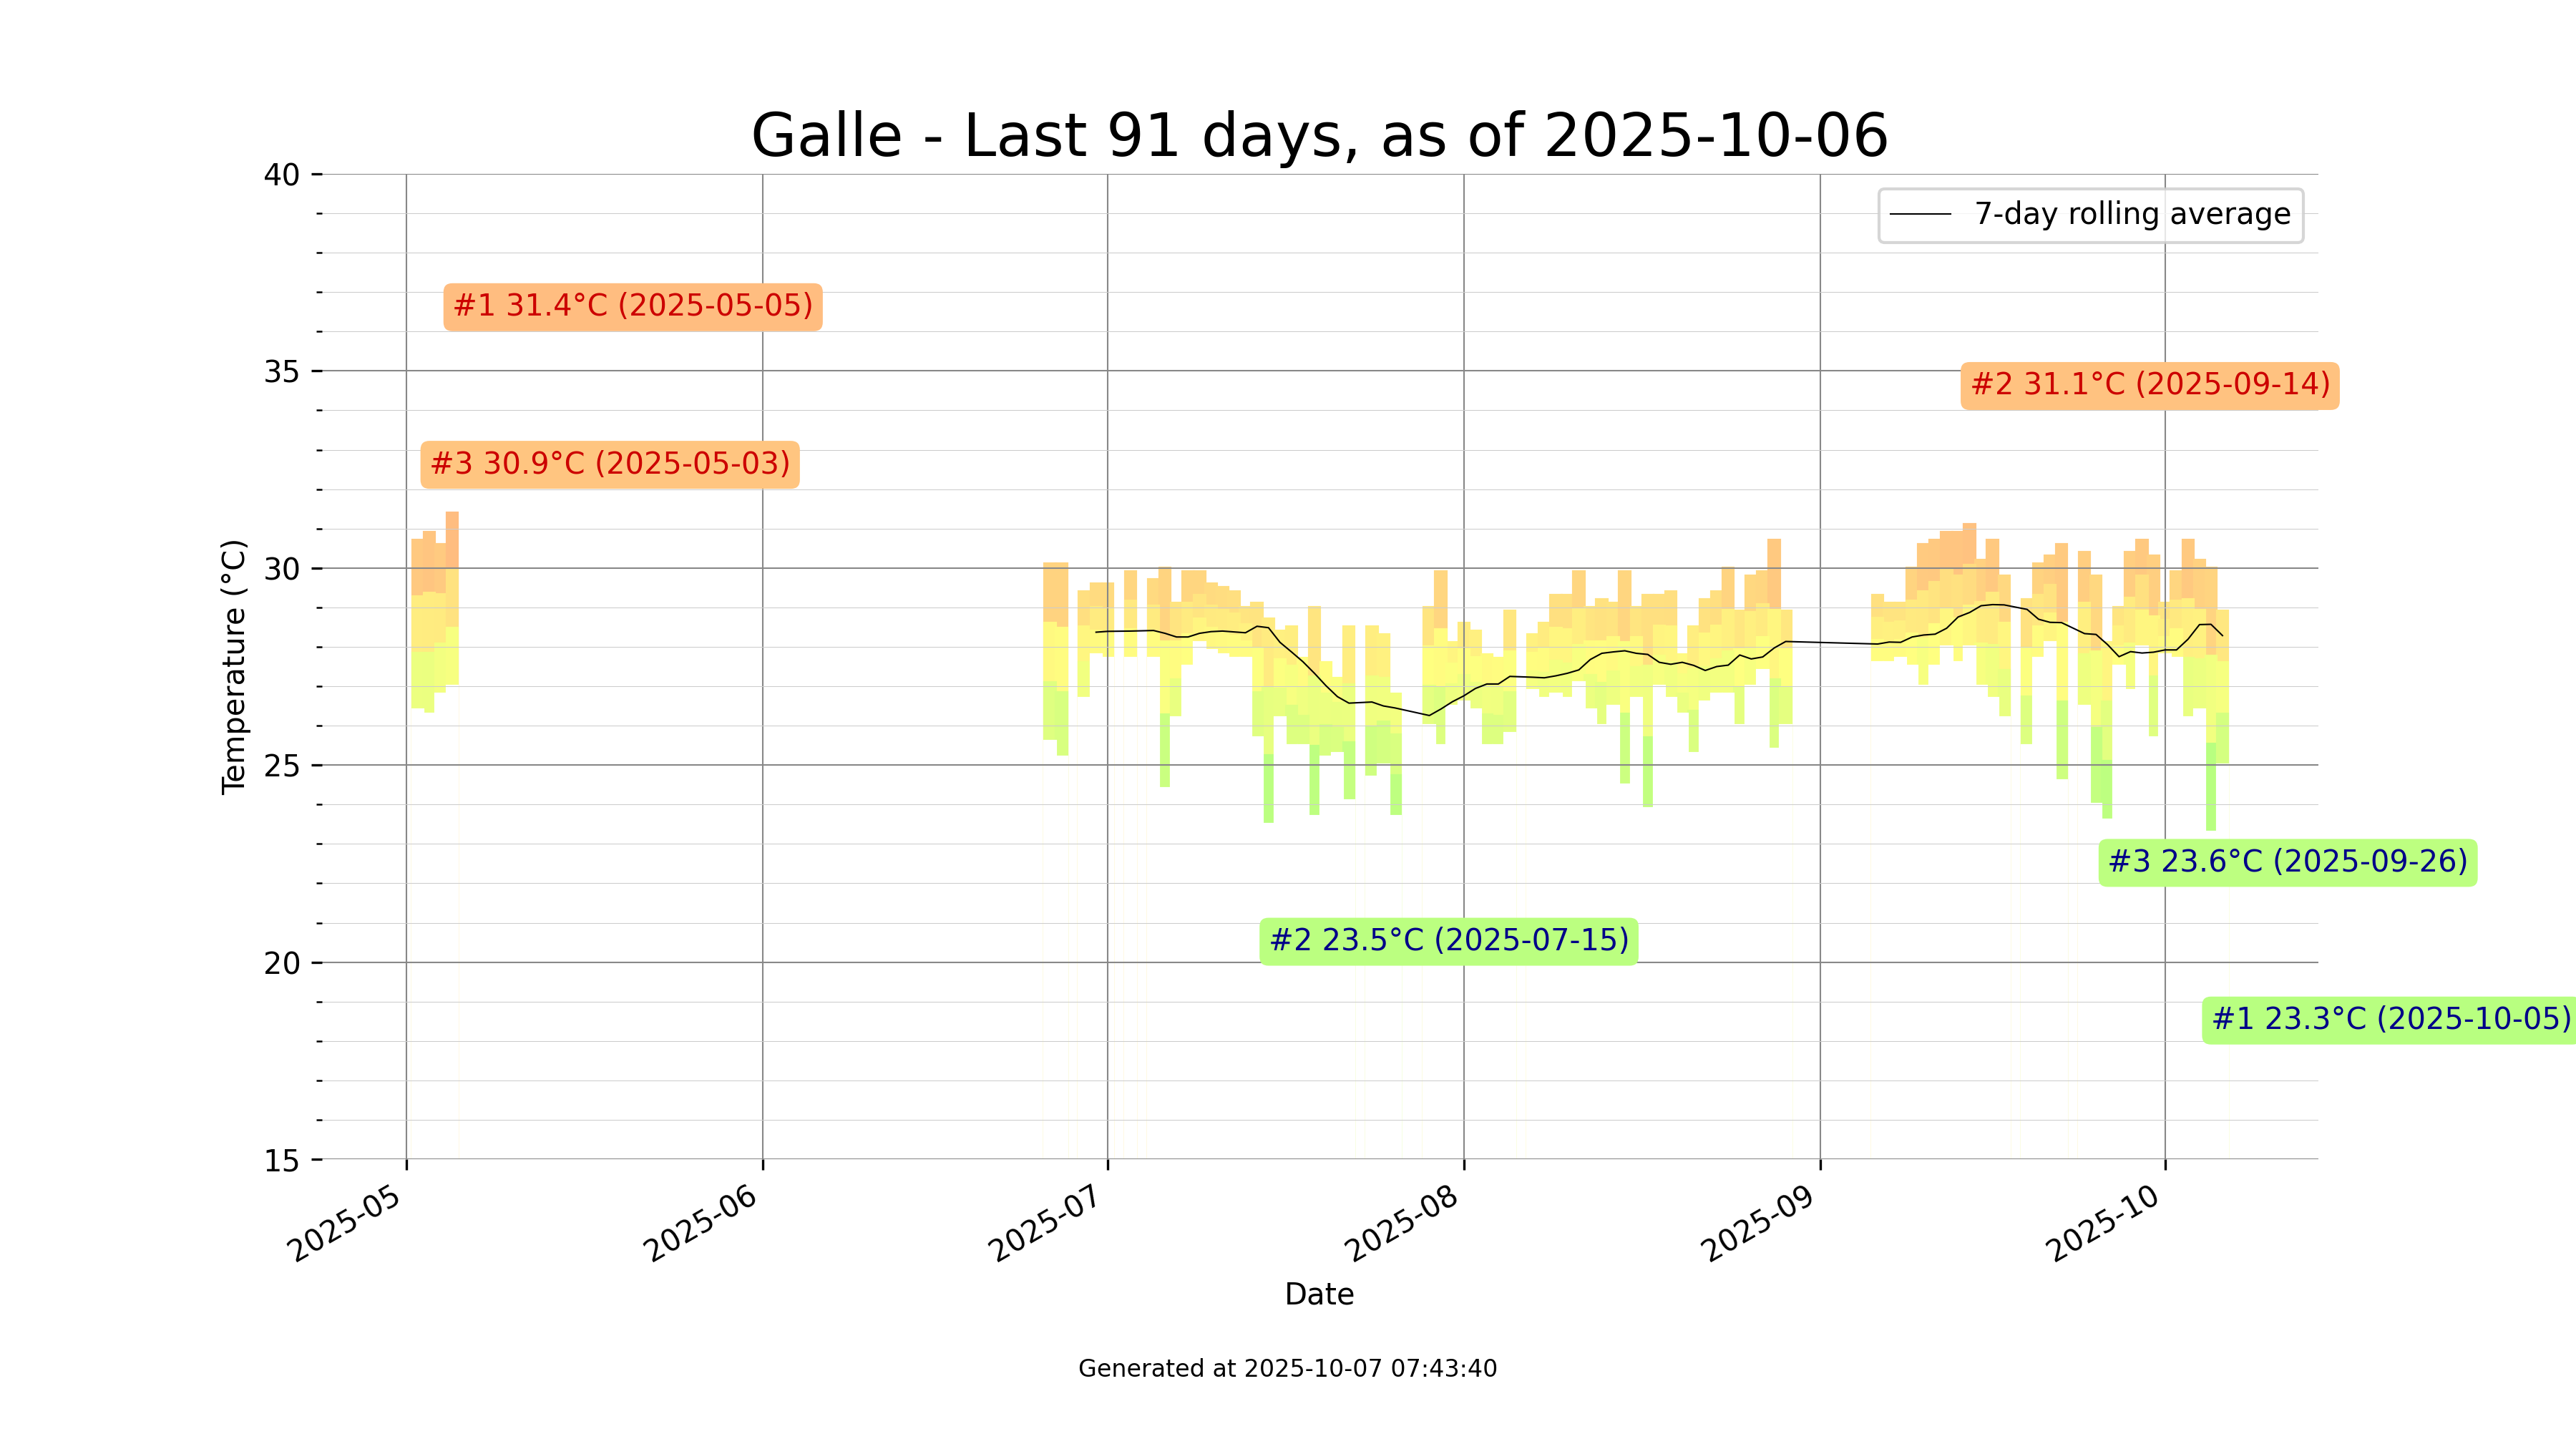 Galle - Last 91 days, as of 2025-10-06
40
7-day rolling average
#1 31.4°C (2025-05-05)
35
#2 31.1°C (2025-09-14)
#3 30.9°C (2025-05-03)
30
Temperature (°C)
25
#3 23.6°C (2025-09-26)
#2 23.5°C (2025-07-15)
20
#1 23.3°C (2025-10-05)
15
2025-05
2025-06
2025-07
2025-08
2025-09
2025-10
Date
Generated at 2025-10-07 07:43:40